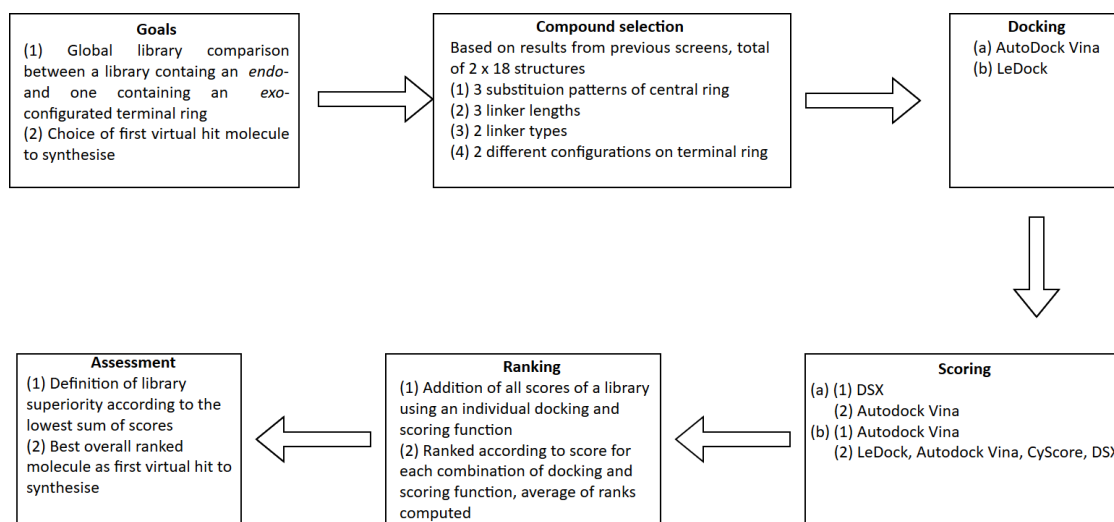 Goals
(1) Global library comparison
between a library containg an endo-
and one containing an exo-
configurated terminal ring
(2) Choice of first virtual hit molecule
to synthesise
Compound selection
Based on results from previous screens, total
of 2 x 18 structures
(1) 3 substituion patterns of central ring
(2) 3 linker lengths
(3) 2 linker types
(4) 2 different configurations on terminal ring
Docking
(a) AutoDock Vina
(b) LeDock
Scoring
(a) (1) DSX
(2) Autodock Vina
(b) (1) Autodock Vina
(2) LeDock, Autodock Vina, CyScore, DSX
Ranking
(1) Addition of all scores of a library
using an individual docking and
scoring function
(2) Ranked according to score for
each combination of docking and
scoring function, average of ranks
computed
Assessment
(1) Definition of library
superiority according to the
lowest sum of scores
(2) Best overall ranked
molecule as first virtual hit to
synthesise